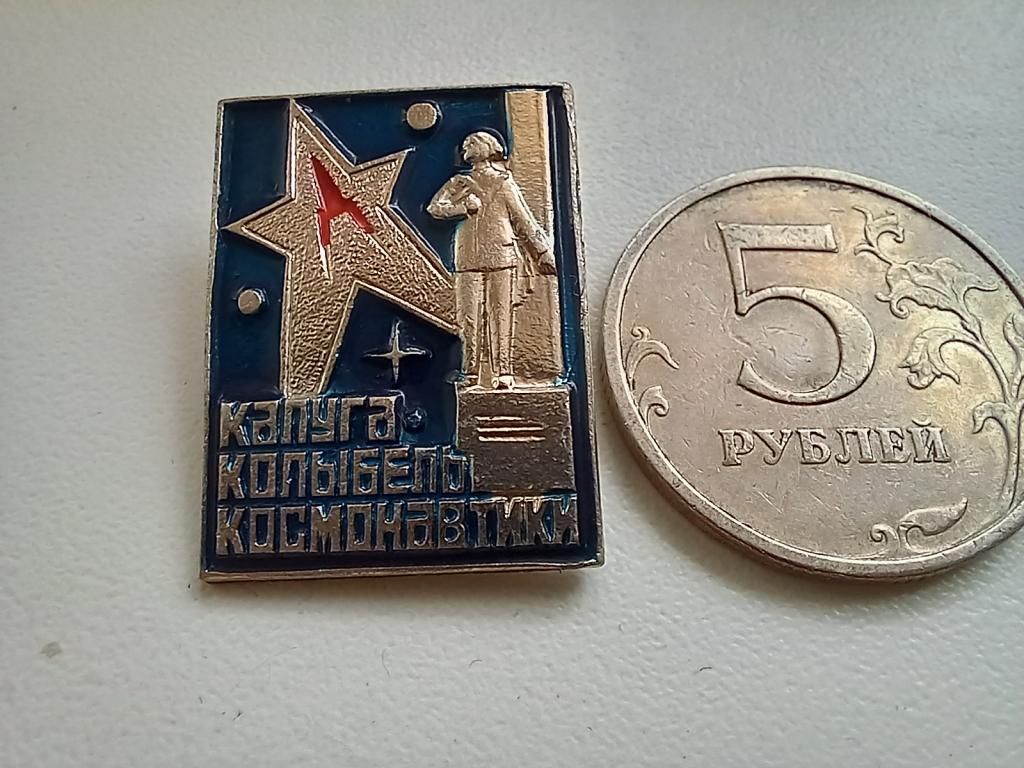 Калуга
колыбель
космонавтики
5
РУБЛЕЙ